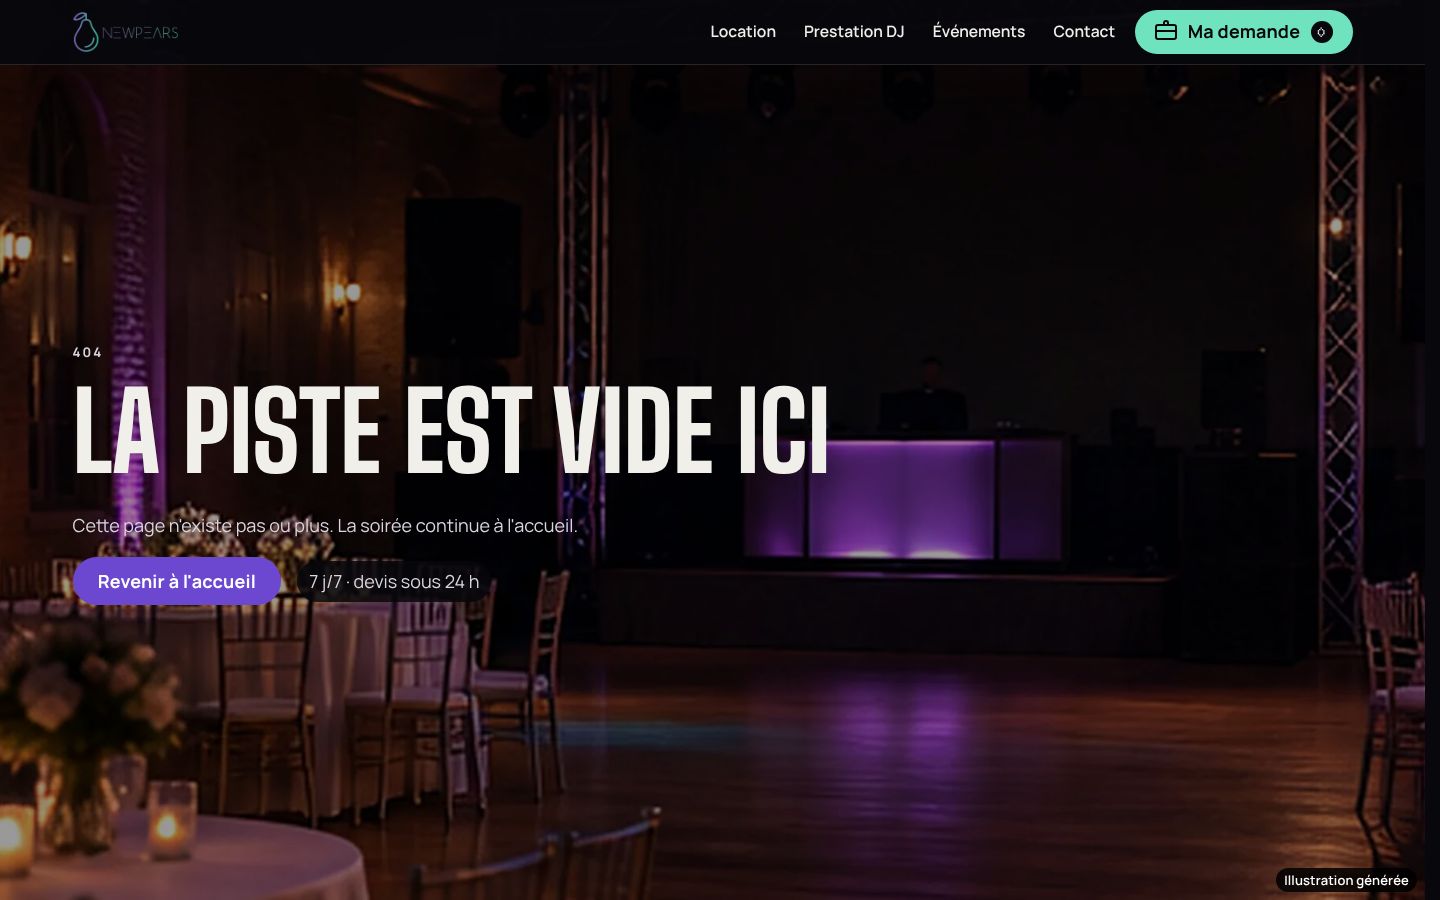 NEWPEARS
Location
Prestation DJ
Événements
Contact
Ma demande
404
LA PISTE EST VIDE ICI
Cette page n'existe pas ou plus. La soirée continue à l'accueil.
Revenir à l'accueil
7 j/7 · devis sous 24 h
Illustration générée